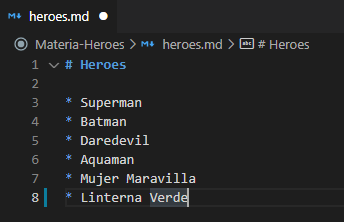 heroes.md
Materia-Heroes > heroes.md > # Heroes
1 # Heroes
2
3 * Superman
4 * Batman
5 * Daredevil
6 * Aquaman
7 * Mujer Maravilla
8 * Linterna Verde